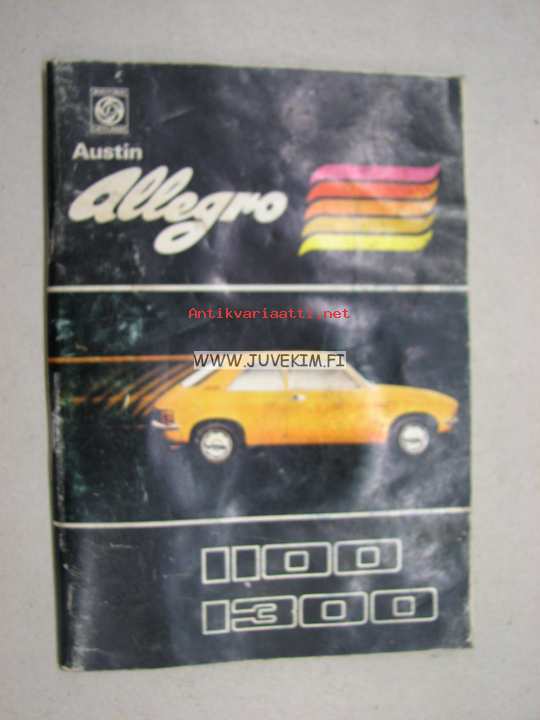 Austin
Allegro
Antikvariaatti.net
WWW.JUVEKIM.FI
1100
1300